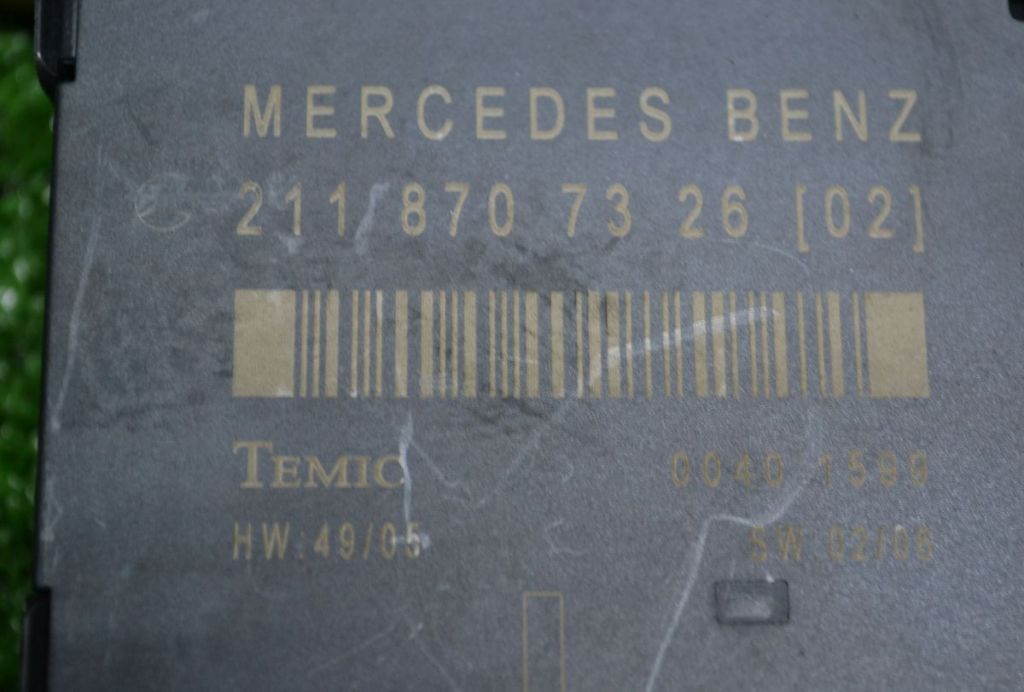 MERCEDES BENZ
211 870 73 26 [02]
TEMIC 0040 1599
HW:49/05 SW:02/06